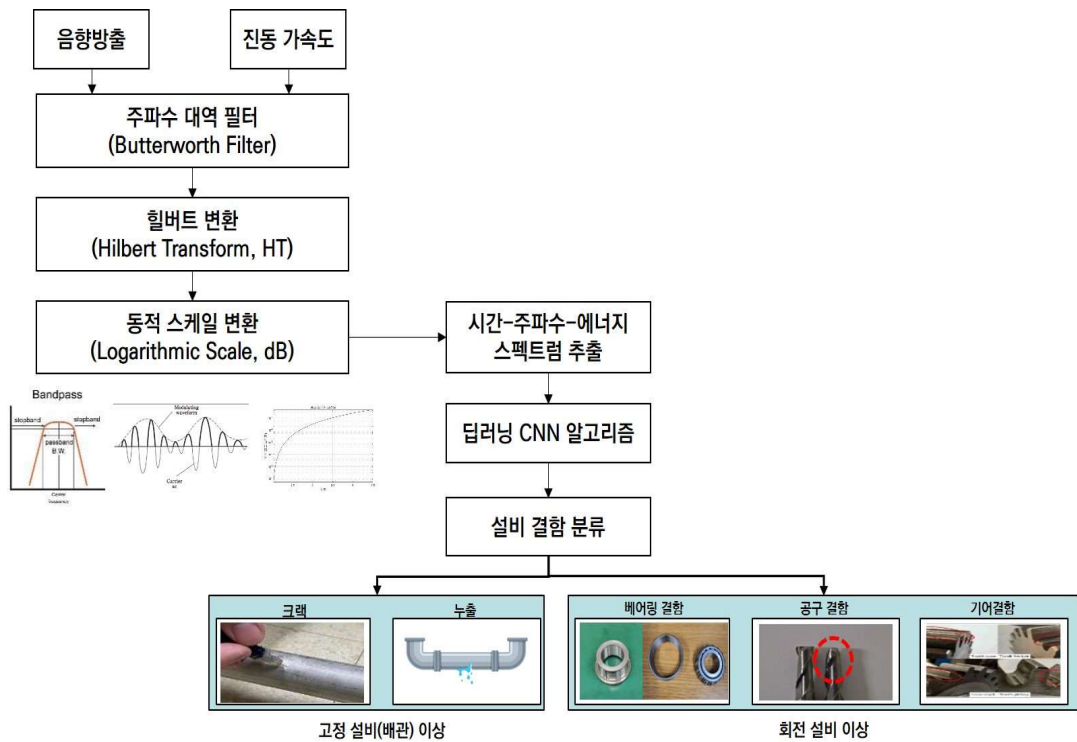 음향방출
진동 가속도
주파수 대역 필터
(Butterworth Filter)
힐버트 변환
(Hilbert Transform, HT)
동적 스케일 변환
(Logarithmic Scale, dB)
시간-주파수-에너지
스펙트럼 추출
Bandpass
stopband
stopband
passband
B.W.
Center
frequency
Modulating
waveform
Carrier
딥러닝 CNN 알고리즘
설비 결함 분류
크랙
누출
베어링 결함
공구 결함
기어결함
고정 설비(배관) 이상
회전 설비 이상